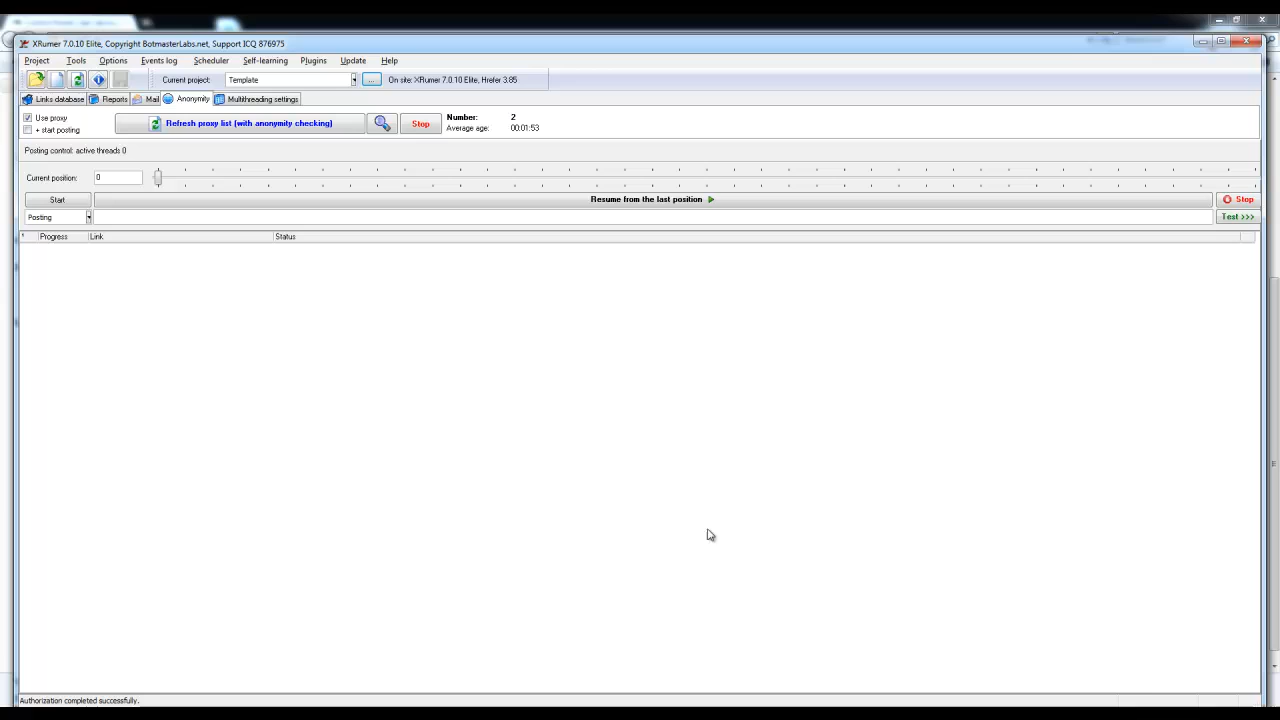 XRumer 7.0.10 Elite, Copyright BotmasterLabs.net, Support ICQ 876975
Project Tools Options Events log Scheduler Self-learning Plugins Update Help
Current project: Template ... On site: XRumer 7.0.10 Elite, Hrefer 3.85
Links database Reports Mail Anonymity Multithreading settings
Use proxy
+ start posting
Refresh proxy list (with anonymity checking)
Stop
Number: 2
Average age: 00:01:53
Posting control: active threads 0
Current position: 0
Start Resume from the last position Stop
Posting Test >>>
* Progress Link Status
Authorization completed successfully.